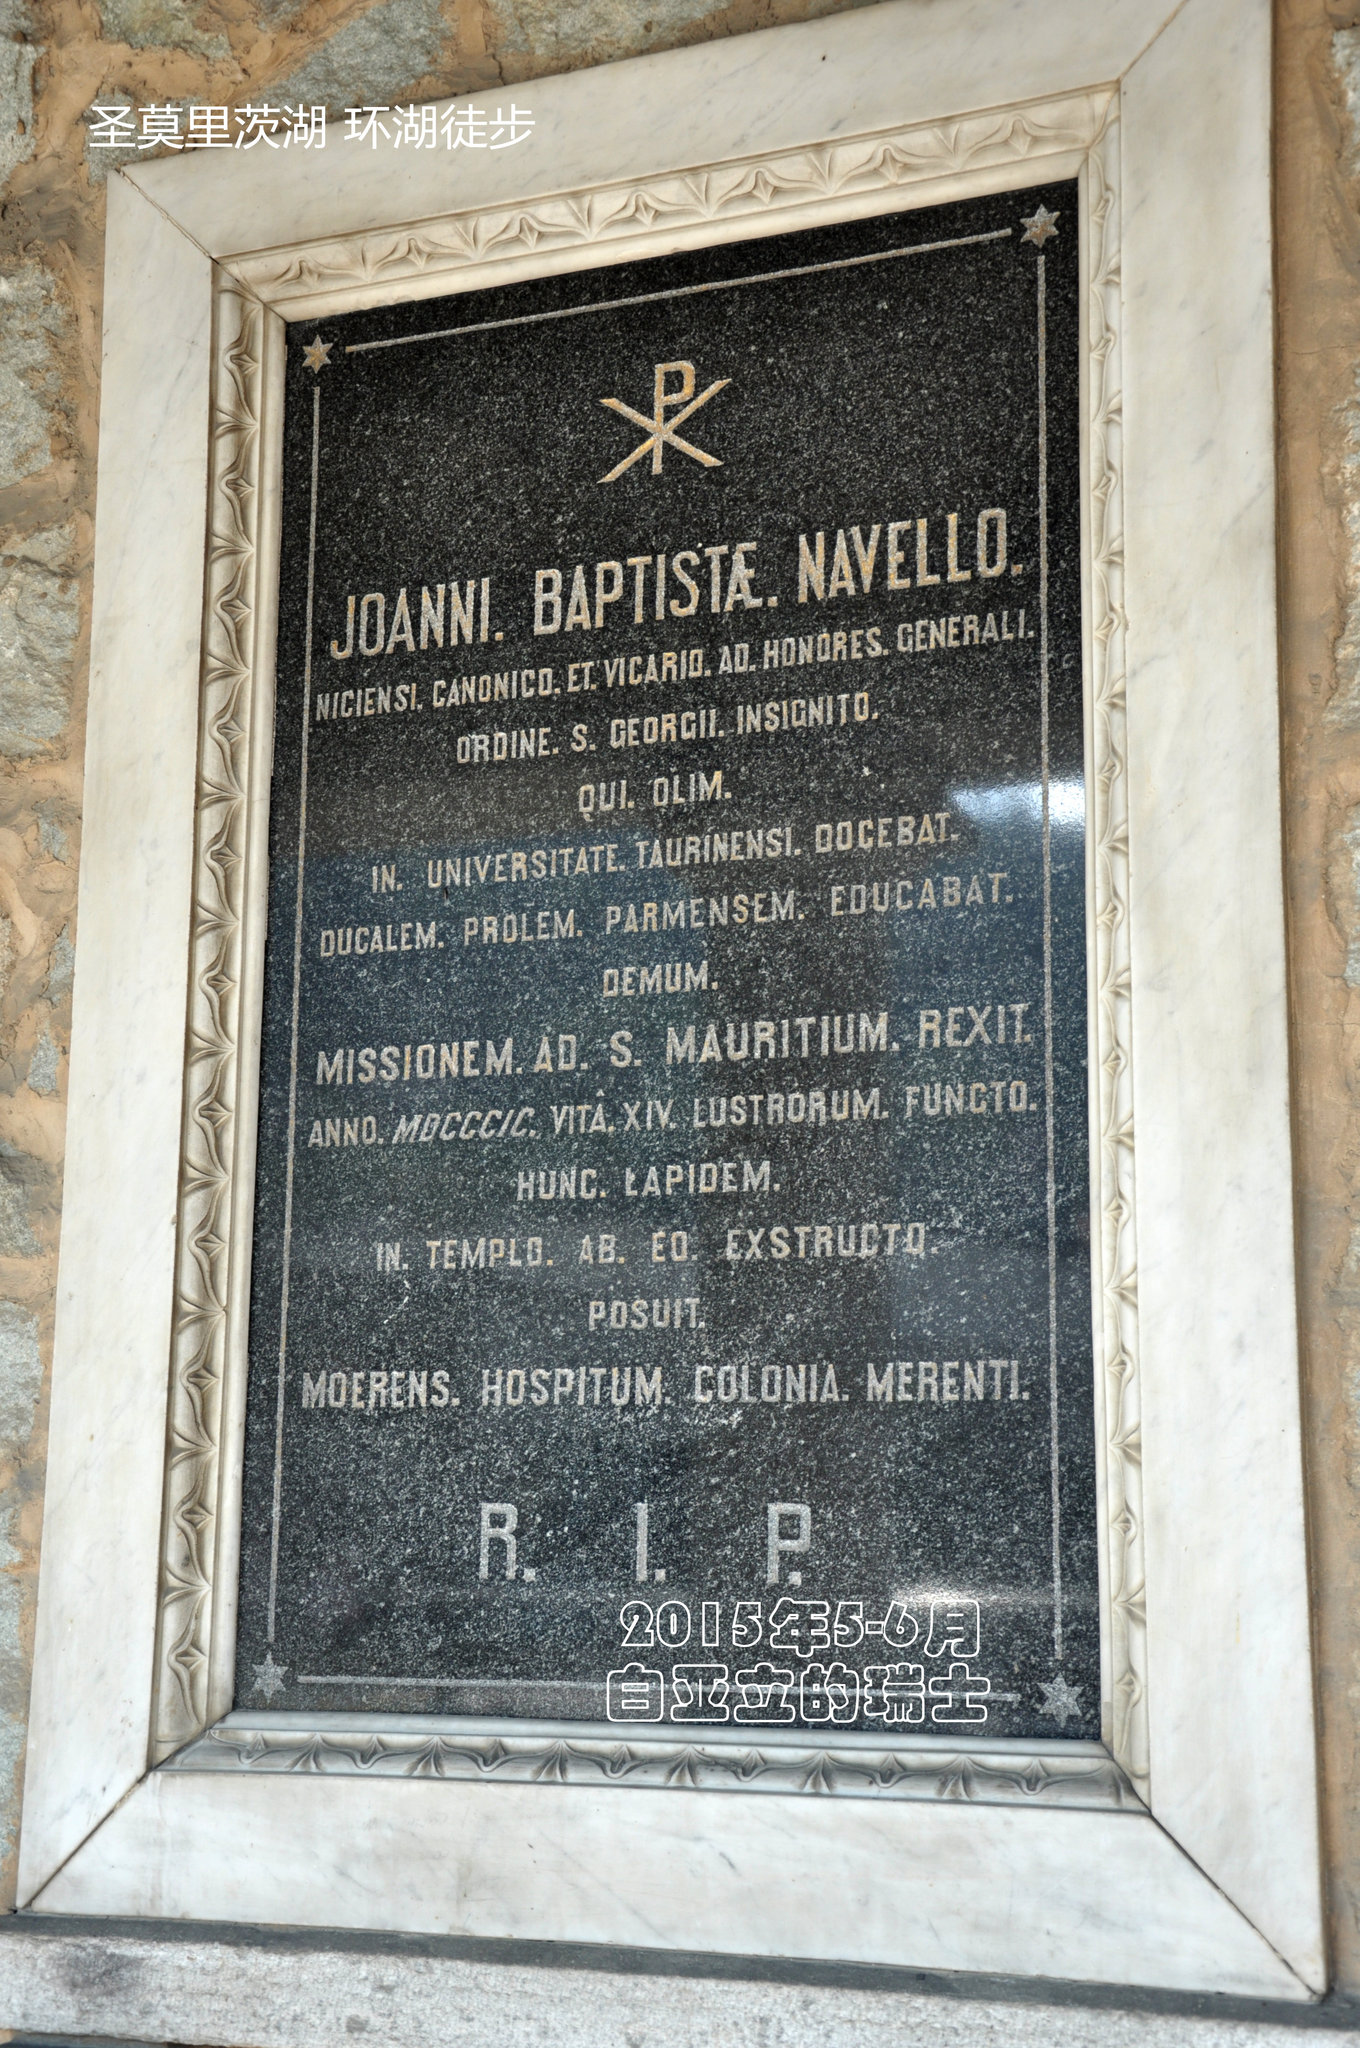 圣莫里茨湖 环湖徒步
JOANNI. BAPTISTÆ. NAVELLO.
NICIENSI. CANONICO. ET. VICARIO. AD. HONORES. GENERALI.
ORDINE. S. GEORGII. INSIGNITO.
QUI. OLIM.
IN. UNIVERSITATE. TAURINENSI. DOCEBAT.
DUCALEM. PROLEM. PARMENSEM. EDUCABAT.
DEMUM.
MISSIONEM. AD. S. MAURITIUM. REXIT.
ANNO. MDCCCIC. VITA. XIV. LUSTRORUM. FUNCTO.
HUNC. LAPIDEM.
IN. TEMPLO. AB. EO. EXSTRUCTO.
POSUIT.
MOERENS. HOSPITUM. COLONIA. MERENTI.
R. I. P.
2015年5-6月
白亚立的瑞士